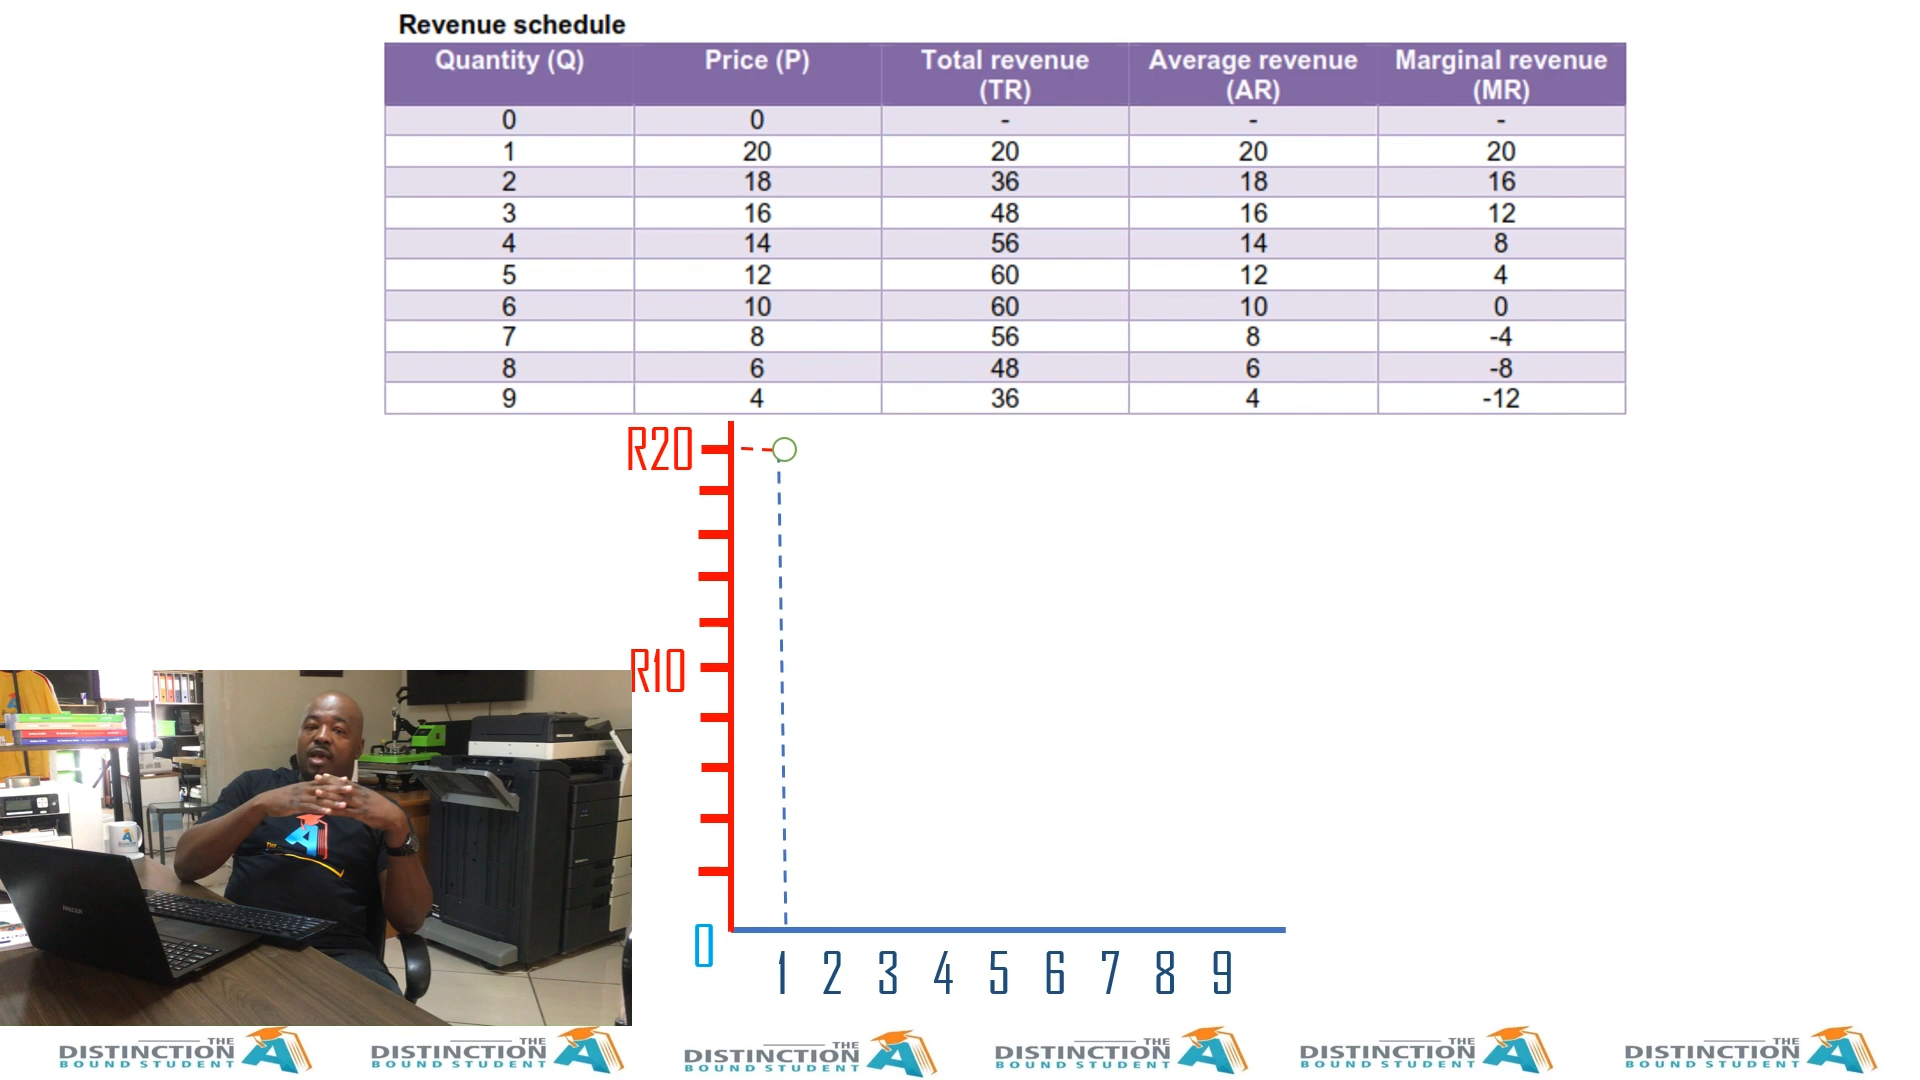 Revenue schedule
Quantity (Q) Price (P) Total revenue (TR) Average revenue (AR) Marginal revenue (MR)
0 0 - - -
1 20 20 20 20
2 18 36 18 16
3 16 48 16 12
4 14 56 14 8
5 12 60 12 4
6 10 60 10 0
7 8 56 8 -4
8 6 48 6 -8
9 4 36 4 -12
R20
R10
0
1 2 3 4 5 6 7 8 9
THE DISTINCTION BOUND STUDENT
THE DISTINCTION BOUND STUDENT
THE DISTINCTION BOUND STUDENT
THE DISTINCTION BOUND STUDENT
THE DISTINCTION BOUND STUDENT
THE DISTINCTION BOUND STUDENT